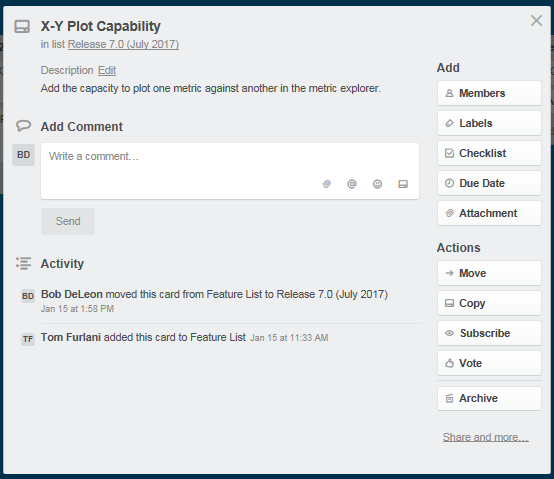 X-Y Plot Capability
in list Release 7.0 (July 2017)
Description Edit
Add the capacity to plot one metric against another in the metric explorer.
Add Comment
BD
Write a comment...
Send
Activity
BD Bob DeLeon moved this card from Feature List to Release 7.0 (July 2017)
Jan 15 at 1:58 PM
TF Tom Furlani added this card to Feature List Jan 15 at 11:33 AM
Add
Members
Labels
Checklist
Due Date
Attachment
Actions
Move
Copy
Subscribe
Vote
Archive
Share and more...